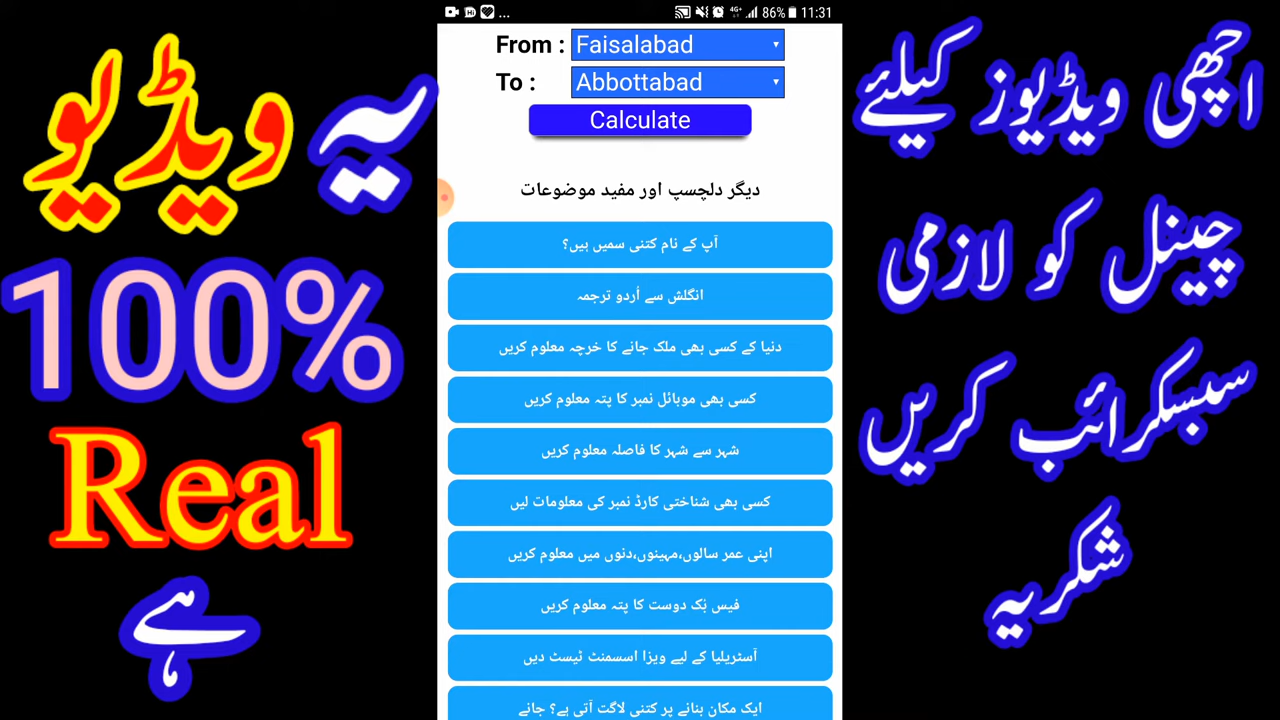 یہ ویڈیو
100%
Real
ہے
... 4G+ 86% 11:31
From : Faisalabad
To : Abbottabad
Calculate
دیگر دلچسپ اور مفید موضوعات
آپ کے نام کتنی سمیں ہیں؟
انگلش سے اُردو ترجمہ
دنیا کے کسی بھی ملک جانے کا خرچہ معلوم کریں
کسی بھی موبائل نمبر کا پتہ معلوم کریں
شہر سے شہر کا فاصلہ معلوم کریں
کسی بھی شناختی کارڈ نمبر کی معلومات لیں
اپنی عمر سالوں،مہینوں،دنوں میں معلوم کریں
فیس بُک دوست کا پتہ معلوم کریں
آسٹریلیا کے لیے ویزا اسسمنٹ ٹیسٹ دیں
ایک مکان بنانے پر کتنی لاگت آتی ہے؟ جانے
اچھی ویڈیوز کیلئے
چینل کو لازمی
سبسکرائب کریں
شکریہ